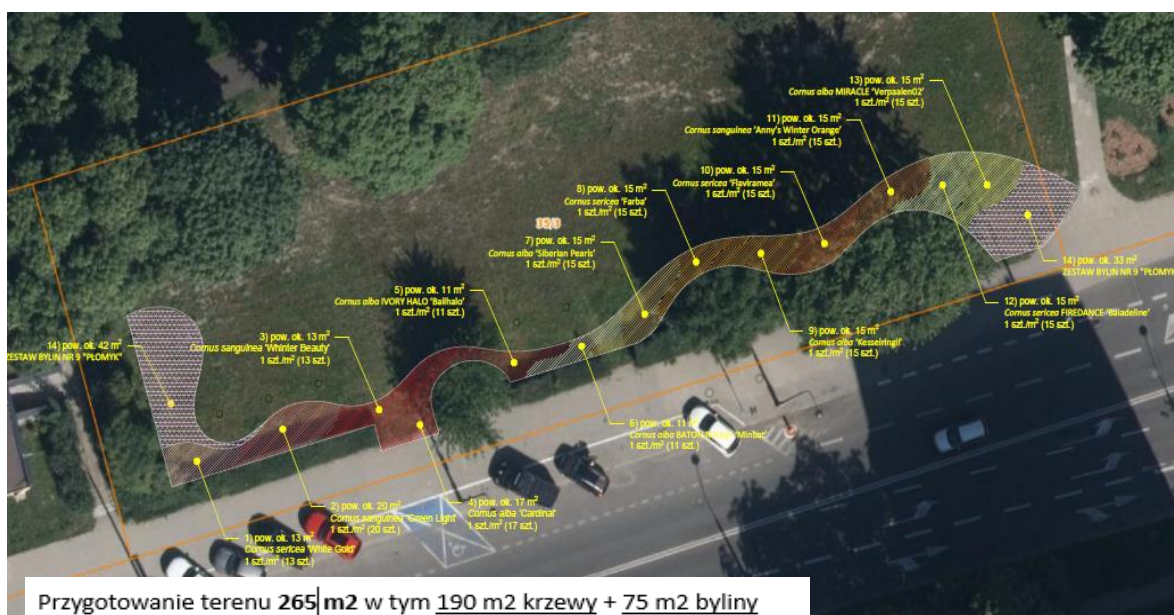 13) pow. ok. 15 m²
Cornus alba MIRACLE 'Verpaalen02'
1 szt./m² (15 szt.)
11) pow. ok. 15 m²
Cornus sanguinea 'Anny's Winter Orange'
1 szt./m² (15 szt.)
10) pow. ok. 15 m²
Cornus sericea 'Flaviramea'
1 szt./m² (15 szt.)
8) pow. ok. 15 m²
Cornus sericea 'Farba'
1 szt./m² (15 szt.)
35/3
7) pow. ok. 15 m²
Cornus alba 'Siberian Pearls'
1 szt./m² (15 szt.)
14) pow. ok. 33 m²
ZESTAW BYLIN NR 9 "PŁOMYK"
5) pow. ok. 11 m²
Cornus alba IVORY HALO 'Bailhalo'
1 szt./m² (11 szt.)
12) pow. ok. 15 m²
Cornus sericea FIREDANCE 'Bailadeline'
1 szt./m² (15 szt.)
3) pow. ok. 13 m²
Cornus sanguinea 'Whinter Beauty'
1 szt./m² (13 szt.)
14) pow. ok. 42 m²
ZESTAW BYLIN NR 9 "PŁOMYK"
9) pow. ok. 15 m²
Cornus alba 'Kesselringii'
1 szt./m² (15 szt.)
6) pow. ok. 11 m²
Cornus alba 'Minbat'
1 szt./m² (11 szt.)
2) pow. ok. 20 m²
Cornus sanguinea 'Green Light'
1 szt./m² (20 szt.)
4) pow. ok. 17 m²
Cornus alba 'Cardinal'
1 szt./m² (17 szt.)
1) pow. ok. 13 m²
Cornus sericea 'White Gold'
1 szt./m² (13 szt.)
Przygotowanie terenu 265 m2 w tym 190 m2 krzewy + 75 m2 byliny